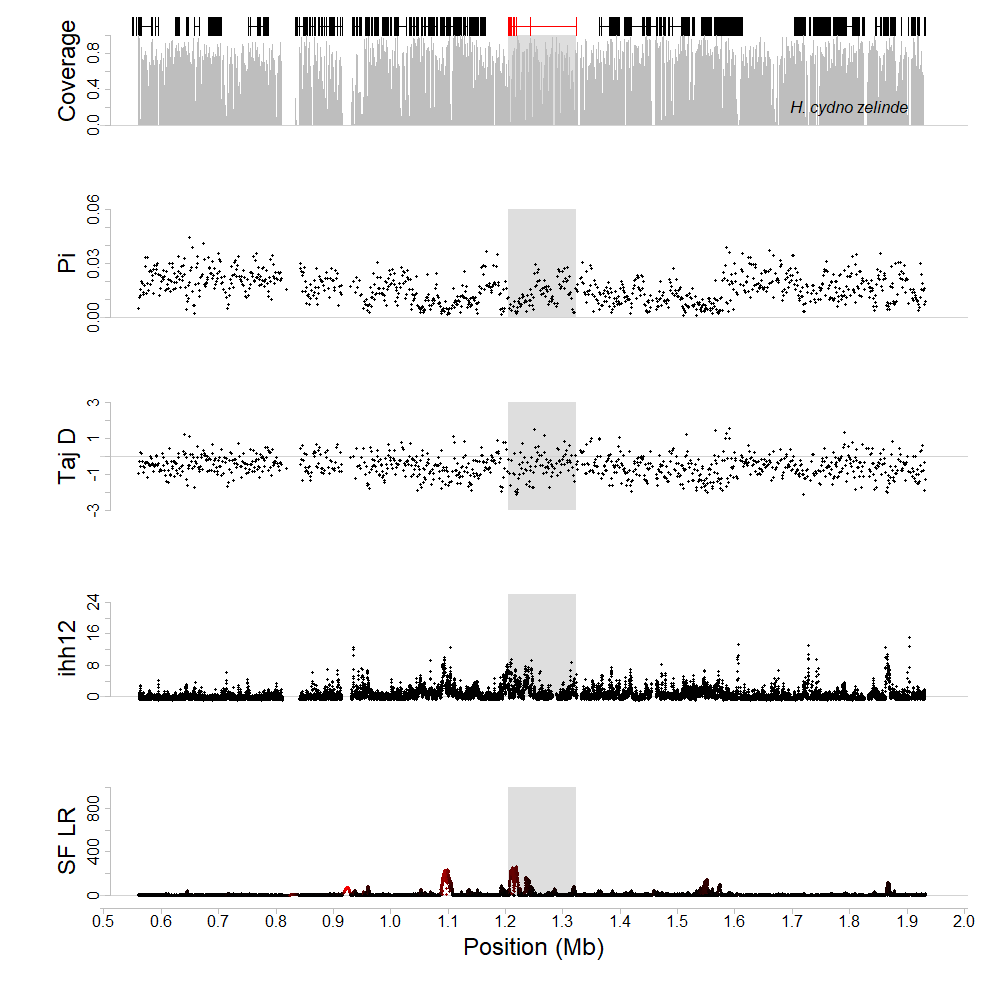 Coverage
0.0 0.4 0.8
H. cydno zelinde
Pi
0.00 0.03 0.06
Taj D
-3 -1 1 3
ihh12
0 8 16 24
SF LR
0 400 800
0.5 0.6 0.7 0.8 0.9 1.0 1.1 1.2 1.3 1.4 1.5 1.6 1.7 1.8 1.9 2.0
Position (Mb)